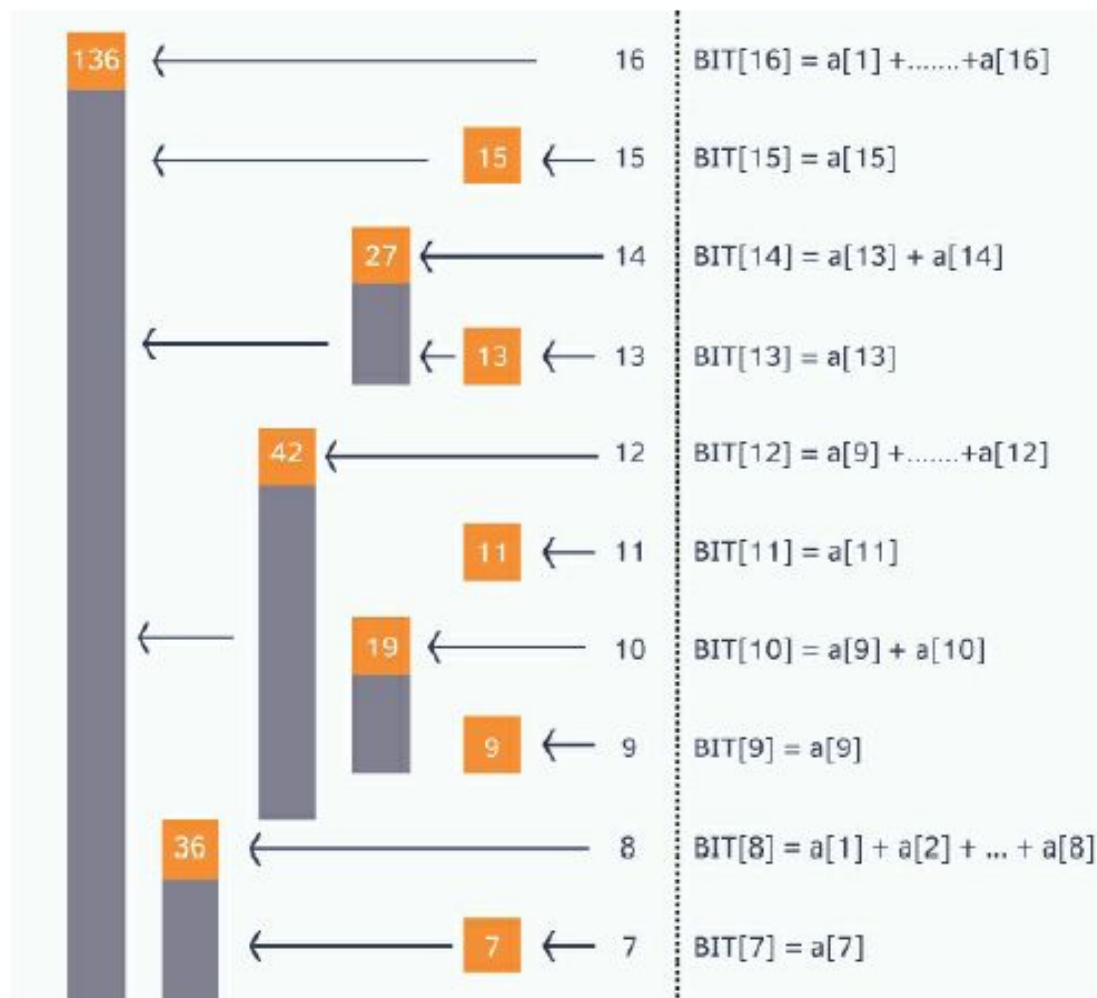 136 16 BIT[16] = a[1] +.......+a[16]
15 15 BIT[15] = a[15]
27 14 BIT[14] = a[13] + a[14]
13 13 BIT[13] = a[13]
42 12 BIT[12] = a[9] +.......+a[12]
11 11 BIT[11] = a[11]
19 10 BIT[10] = a[9] + a[10]
9 9 BIT[9] = a[9]
36 8 BIT[8] = a[1] + a[2] + ... + a[8]
7 7 BIT[7] = a[7]